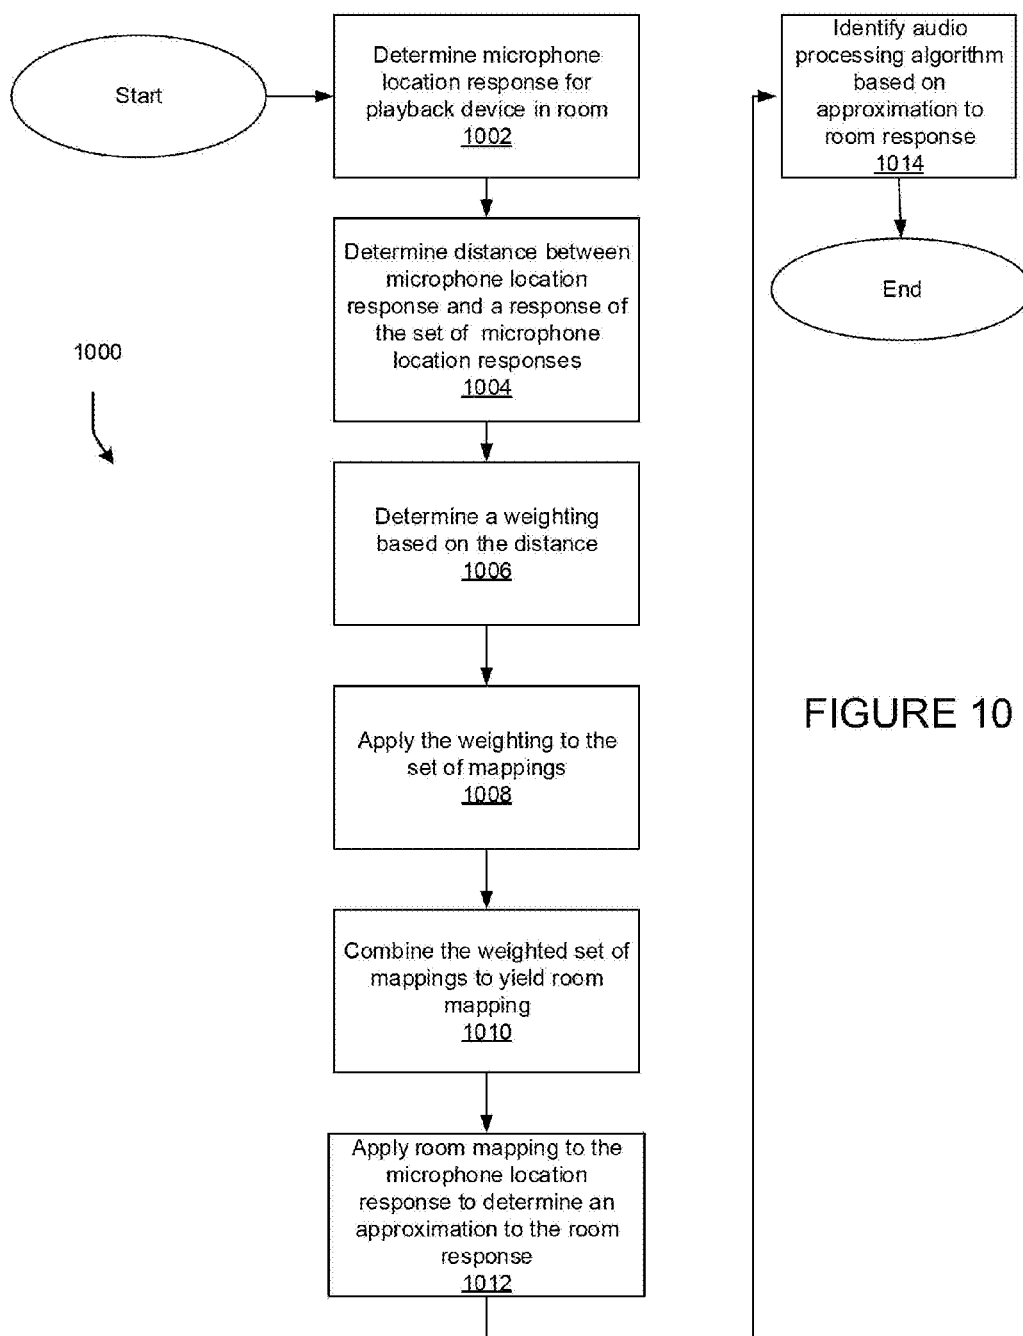 Start
Determine microphone
location response for
playback device in room
1002
Determine distance between
microphone location
response and a response of
the set of microphone
location responses
1004
1000
Determine a weighting
based on the distance
1006
Apply the weighting to the
set of mappings
1008
Combine the weighted set of
mappings to yield room
mapping
1010
Apply room mapping to the
microphone location
response to determine an
approximation to the room
response
1012
Identify audio
processing algorithm
based on
approximation to
room response
1014
End
FIGURE 10